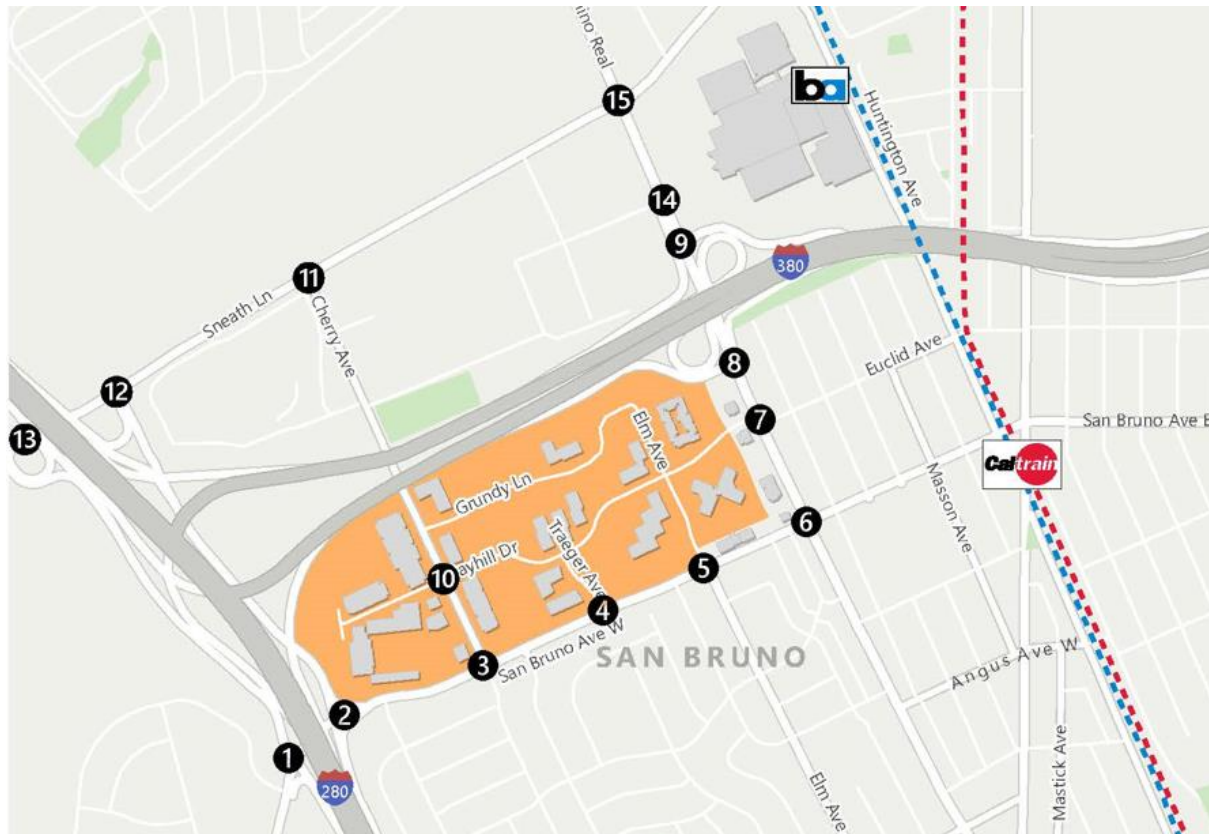 ino Real
15
ba
Huntington Ave
14
9
380
11
Sneath Ln
Cherry Ave
12
8
Euclid Ave
7
13
San Bruno Ave E
Elm Ave
Caltrain
Grundy Ln
Masson Ave
6
Traeger Ave
ayhill Dr
10
5
4
San Bruno Ave W
SAN BRUNO
3
Angus Ave W
2
1
280
Elm Ave
Mastick Ave